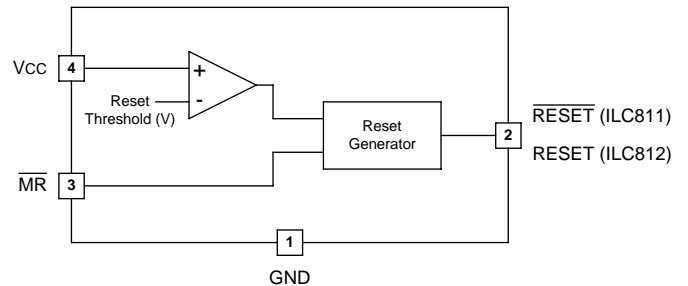 VCC 4
+
Reset
Threshold (V)
-
Reset
Generator
2
RESET (ILC811)
RESET (ILC812)
MR 3
1
GND